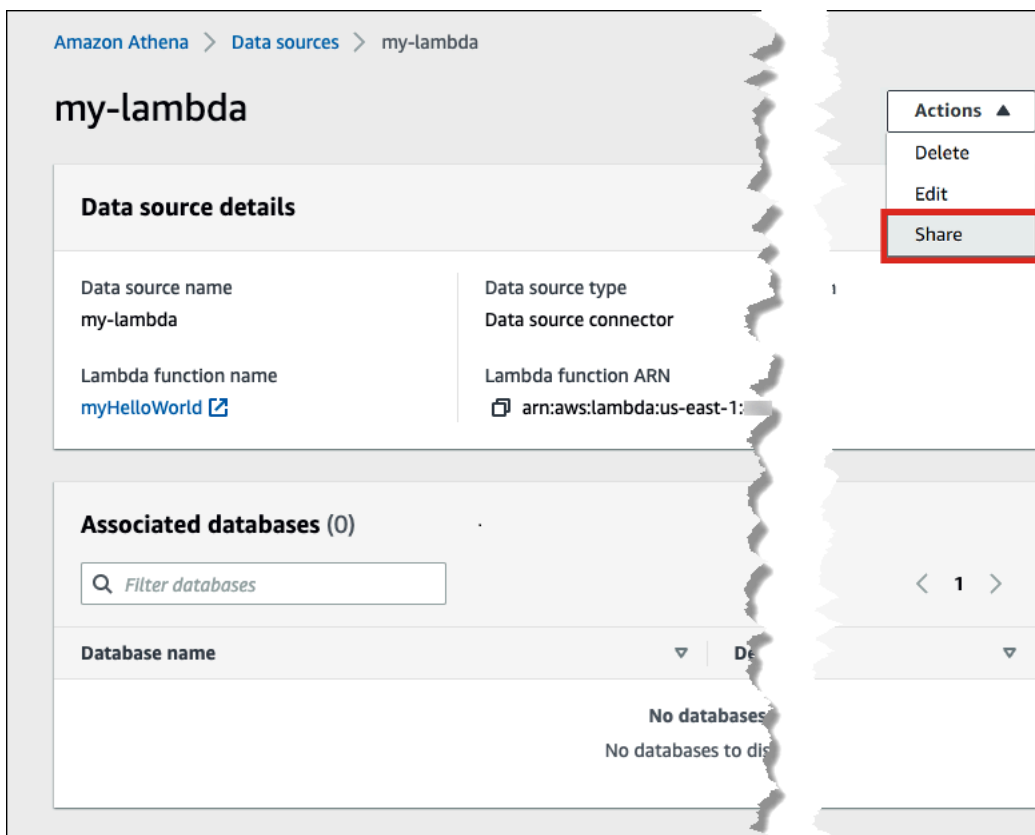 Amazon Athena > Data sources > my-lambda
my-lambda
Actions ▲
Delete
Edit
Share
Data source details
Data source name
my-lambda
Data source type
Data source connector
Lambda function name
myHelloWorld
Lambda function ARN
arn:aws:lambda:us-east-1:
Associated databases (0)
Filter databases
< 1 >
Database name
No databases
No databases to